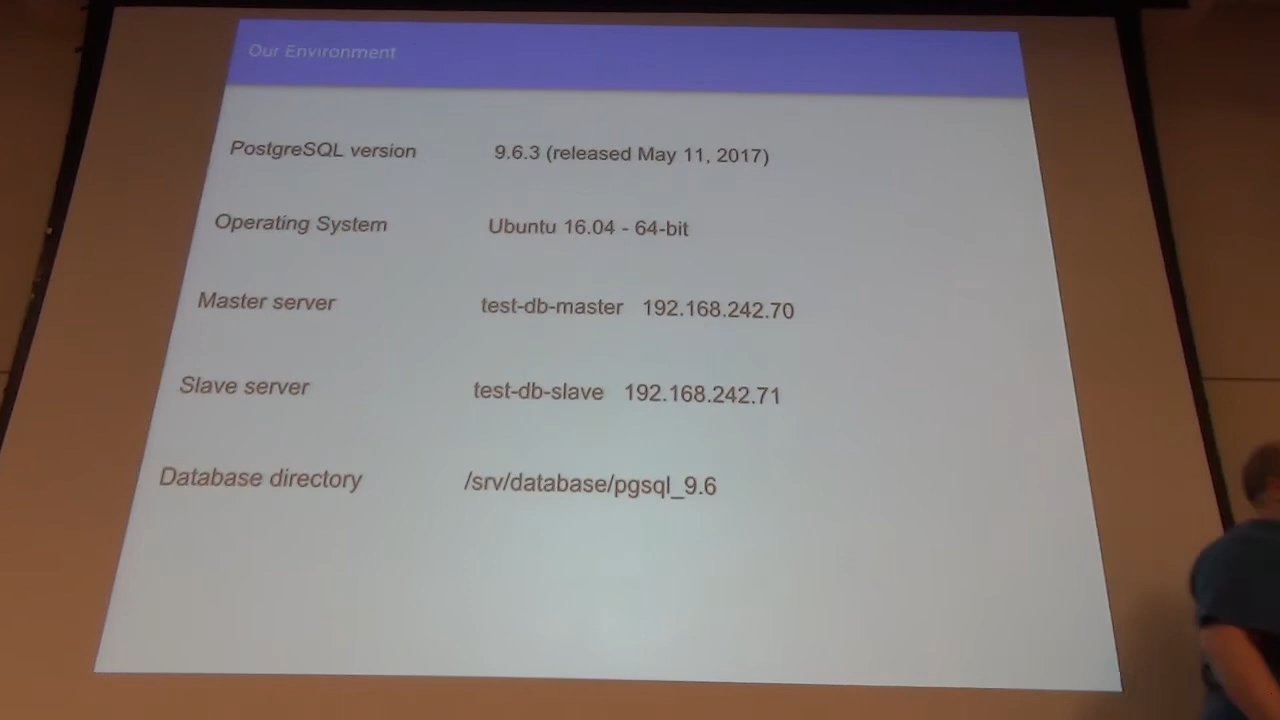 Our Environment
PostgreSQL version 9.6.3 (released May 11, 2017)
Operating System Ubuntu 16.04 - 64-bit
Master server test-db-master 192.168.242.70
Slave server test-db-slave 192.168.242.71
Database directory /srv/database/pgsql_9.6